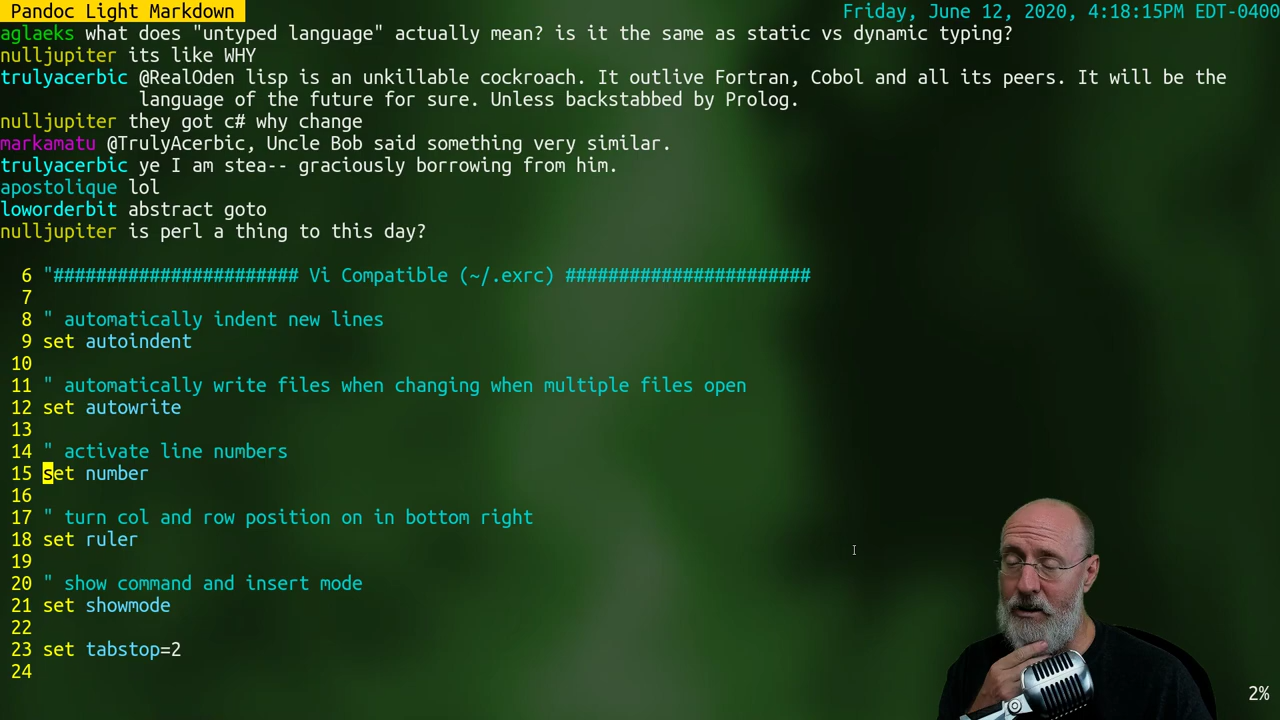 Pandoc Light Markdown
Friday, June 12, 2020, 4:18:15PM EDT-0400
aglaeks what does "untyped language" actually mean? is it the same as static vs dynamic typing?
nulljupiter its like WHY
trulyacerbic @RealOden lisp is an unkillable cockroach. It outlive Fortran, Cobol and all its peers. It will be the
language of the future for sure. Unless backstabbed by Prolog.
nulljupiter they got c# why change
markamatu @TrulyAcerbic, Uncle Bob said something very similar.
trulyacerbic ye I am stea-- graciously borrowing from him.
apostolique lol
loworderbit abstract goto
nulljupiter is perl a thing to this day?
6 "####################### Vi Compatible (~/.exrc) #######################
7
8 " automatically indent new lines
9 set autoindent
10
11 " automatically write files when changing when multiple files open
12 set autowrite
13
14 " activate line numbers
15 set number
16
17 " turn col and row position on in bottom right
18 set ruler
19
20 " show command and insert mode
21 set showmode
22
23 set tabstop=2
24
2%